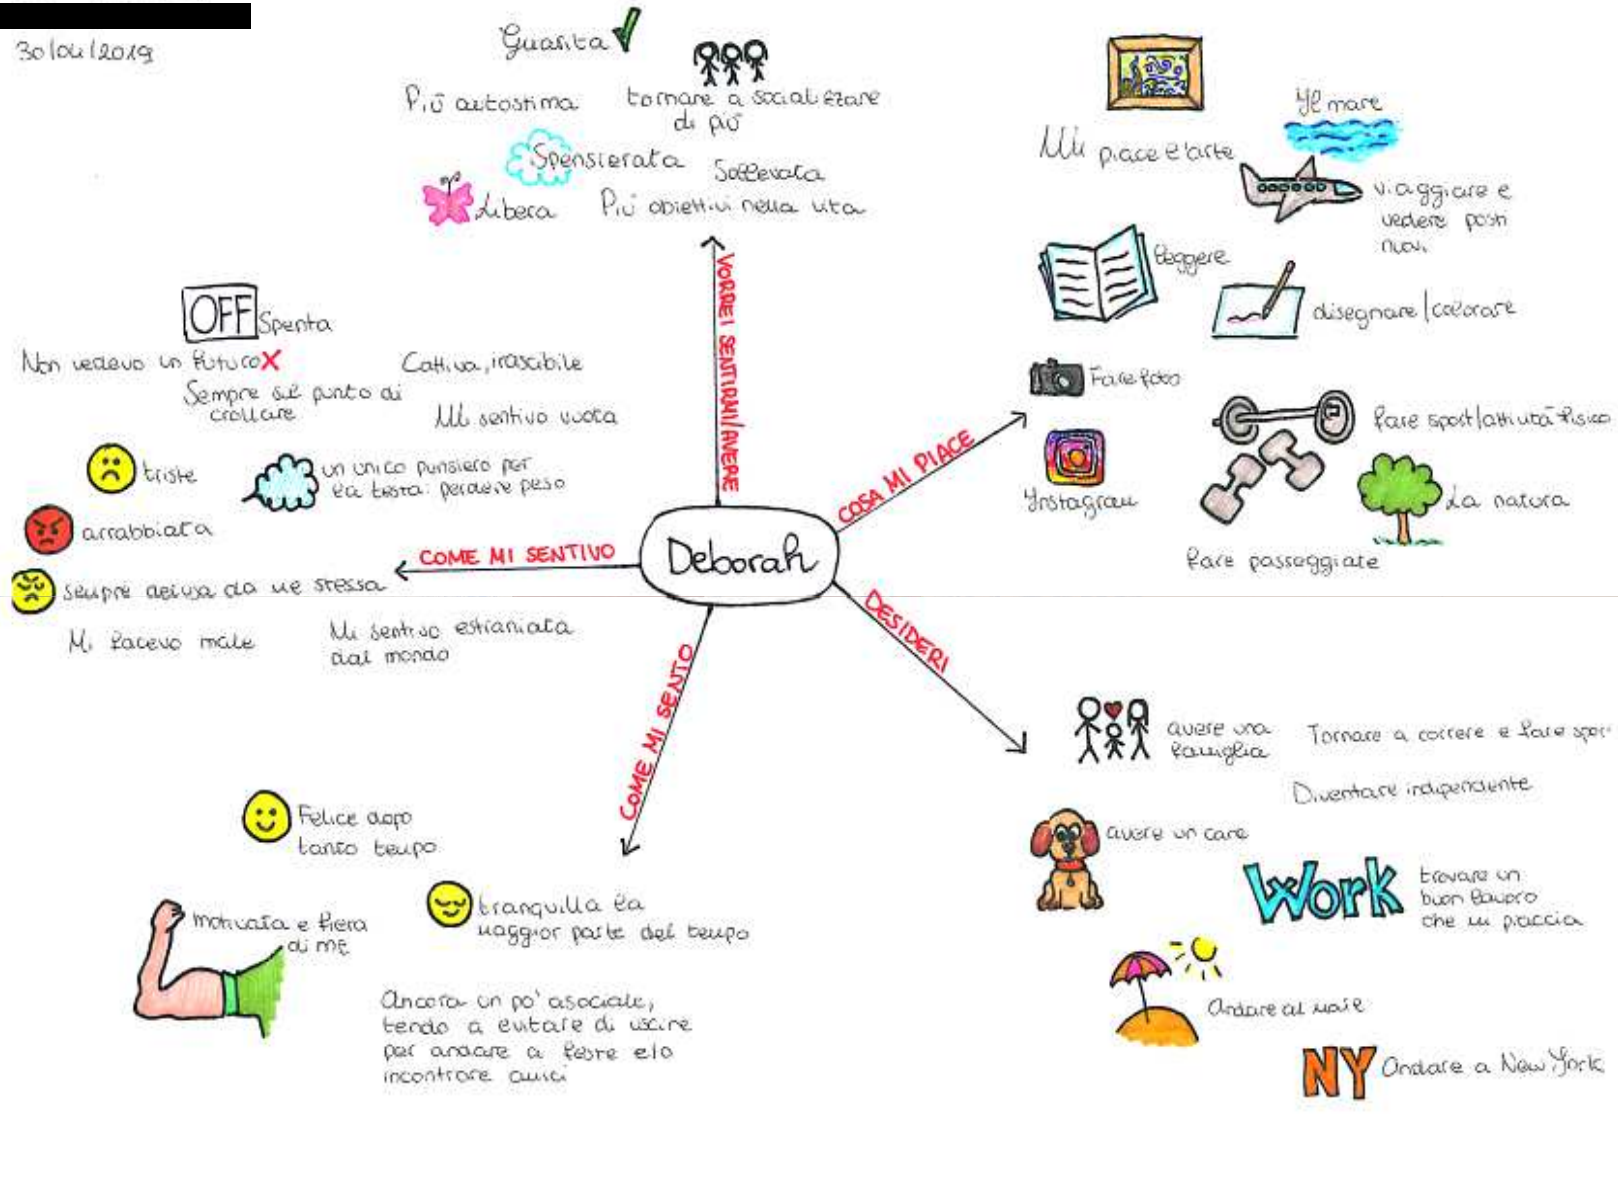 30/04/2019
Guarita
Più autostima
tornare a socializzare
di più
Spensierata
Sollevata
Libera
Più obiettivi nella vita
VORREI SENTIRMI/AVERE
Mi piace l'arte
Il mare
viaggiare e
vedere posti
nuovi
leggere
disegnare/colorare
Fare foto
fare sport/attività fisica
Instagram
La natura
fare passeggiate
COSA MI PIACE
OFF
Spenta
Non vedevo un futuro X
Cattiva, irascibile
Sempre sul punto di
crollare
Mi sentivo vuota
triste
un unico pensiero per
la testa: perdere peso
arrabbiata
sempre delusa da me stessa
Mi facevo male
Mi sentivo estraniata
dal mondo
COME MI SENTIVO
Deborah
COME MI SENTO
Felice dopo
tanto tempo
motivata e fiera
di me
tranquilla la
maggior parte del tempo
Ancora un po' asociale,
tendo a evitare di uscire
per andare a feste e/o
incontrare amici
DESIDERI
avere una
famiglia
Tornare a correre e fare spor
Diventare indipendente
avere un cane
Work
trovare un
buon lavoro
che mi piaccia
Andare al mare
NY
Andare a New York